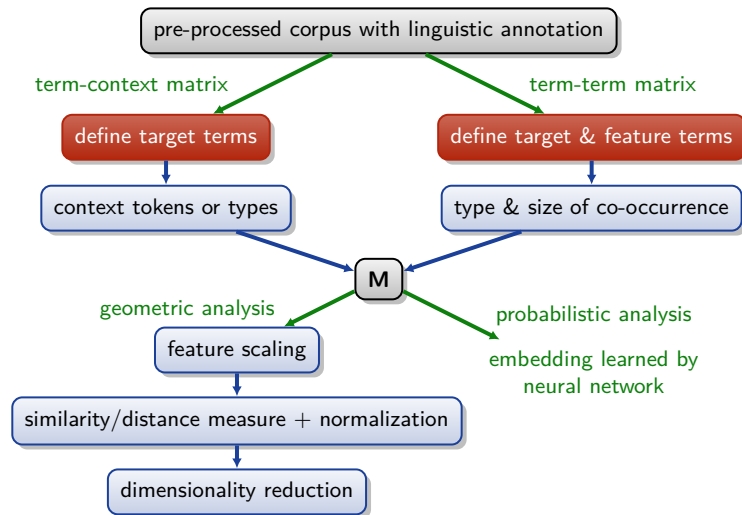 pre-processed corpus with linguistic annotation
term-context matrix
term-term matrix
define target terms
define target & feature terms
context tokens or types
type & size of co-occurrence
M
geometric analysis
probabilistic analysis
feature scaling
embedding learned by
neural network
similarity/distance measure + normalization
dimensionality reduction